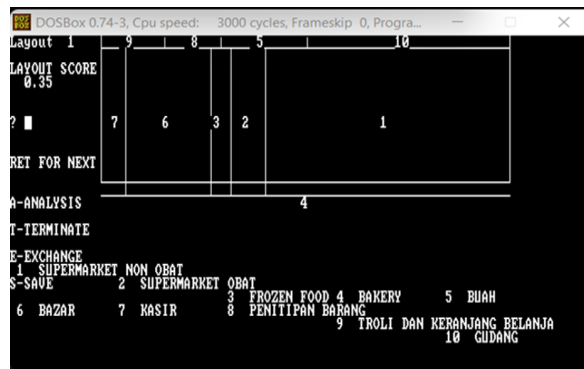 DOSBox 0.74-3, Cpu speed: 3000 cycles, Frameskip 0, Progra...
Layout 1 9 8 5 10
LAYOUT SCORE
0.35
? 7 6 3 2 1
RET FOR NEXT
A-ANALYSIS 4
T-TERMINATE
E-EXCHANGE
1 SUPERMARKET NON OBAT
S-SAVE 2 SUPERMARKET OBAT
3 FROZEN FOOD 4 BAKERY 5 BUAH
6 BAZAR 7 KASIR 8 PENITIPAN BARANG
9 TROLI DAN KERANJANG BELANJA
10 GUDANG